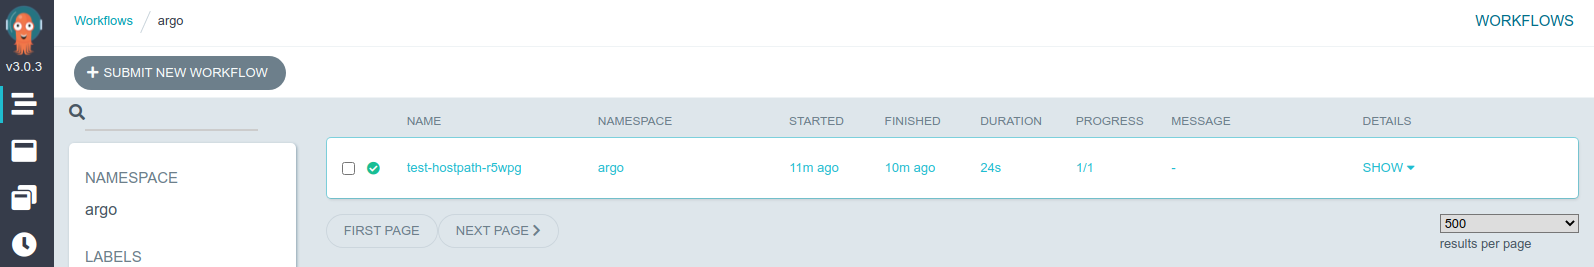 Workflows / argo
WORKFLOWS
v3.0.3
+ SUBMIT NEW WORKFLOW
NAME NAMESPACE STARTED FINISHED DURATION PROGRESS MESSAGE DETAILS
test-hostpath-r5wpg argo 11m ago 10m ago 24s 1/1 - SHOW
NAMESPACE
argo
LABELS
FIRST PAGE NEXT PAGE
500
results per page